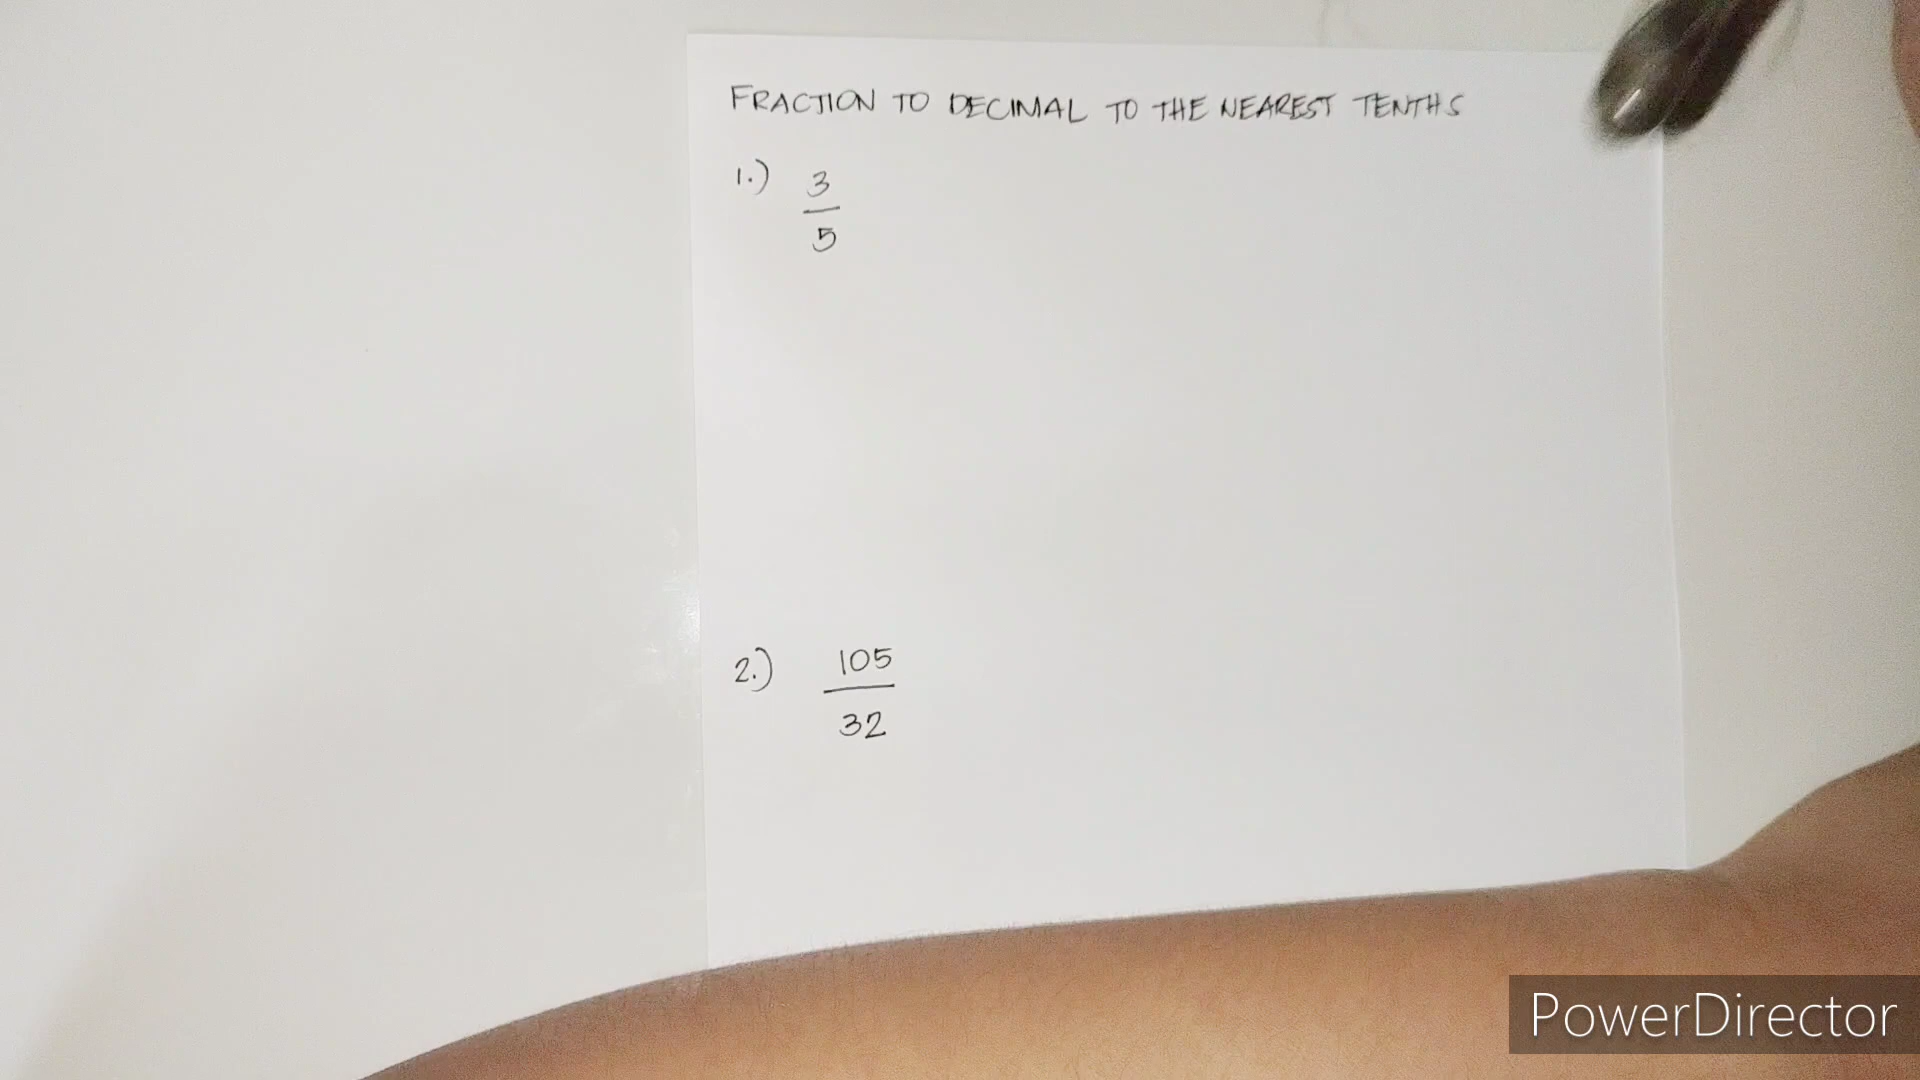 FRACTION TO DECIMAL TO THE NEAREST TENTHS
1.) 3
5
2.) 105
32
PowerDirector